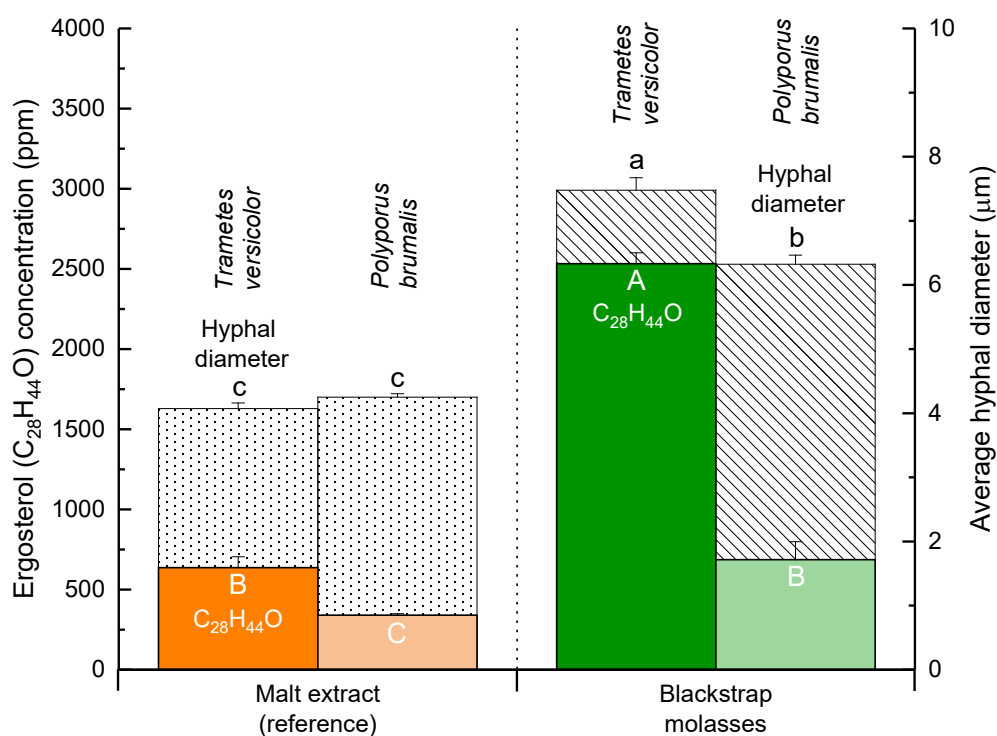 Ergosterol (C₂₈H₄₄O) concentration (ppm)
4000
3500
3000
2500
2000
1500
1000
500
0
Trametes
versicolor
Polyporus
brumalis
Hyphal
diameter
c
c
B
C₂₈H₄₄O
C
Trametes
versicolor
Polyporus
brumalis
a
Hyphal
diameter
b
A
C₂₈H₄₄O
B
10
8
6
4
2
0
Average hyphal diameter (μm)
Malt extract
(reference)
Blackstrap
molasses